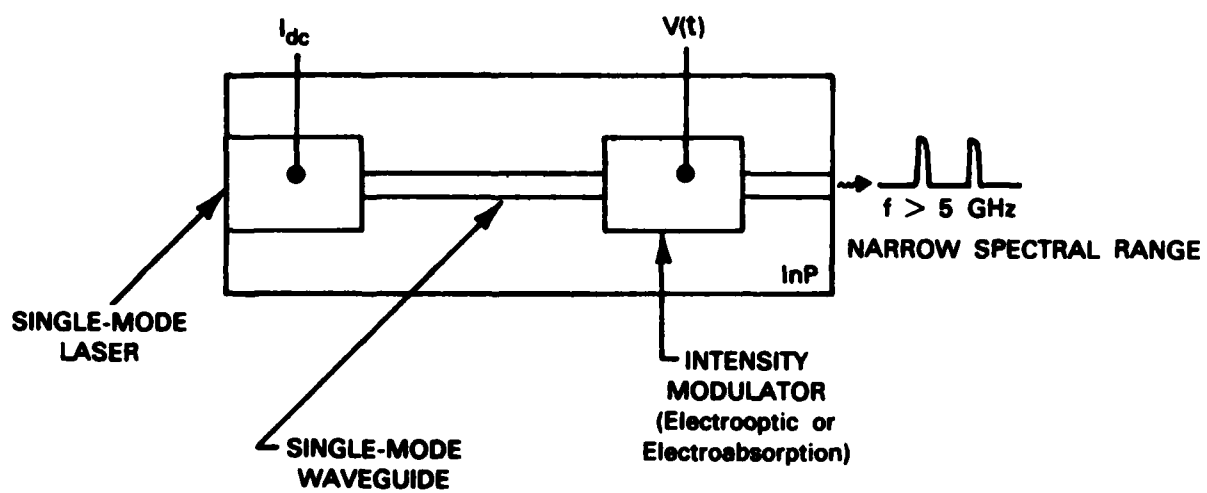 I_dc
V(t)
f > 5 GHz
NARROW SPECTRAL RANGE
InP
SINGLE-MODE
LASER
INTENSITY
MODULATOR
(Electrooptic or
Electroabsorption)
SINGLE-MODE
WAVEGUIDE